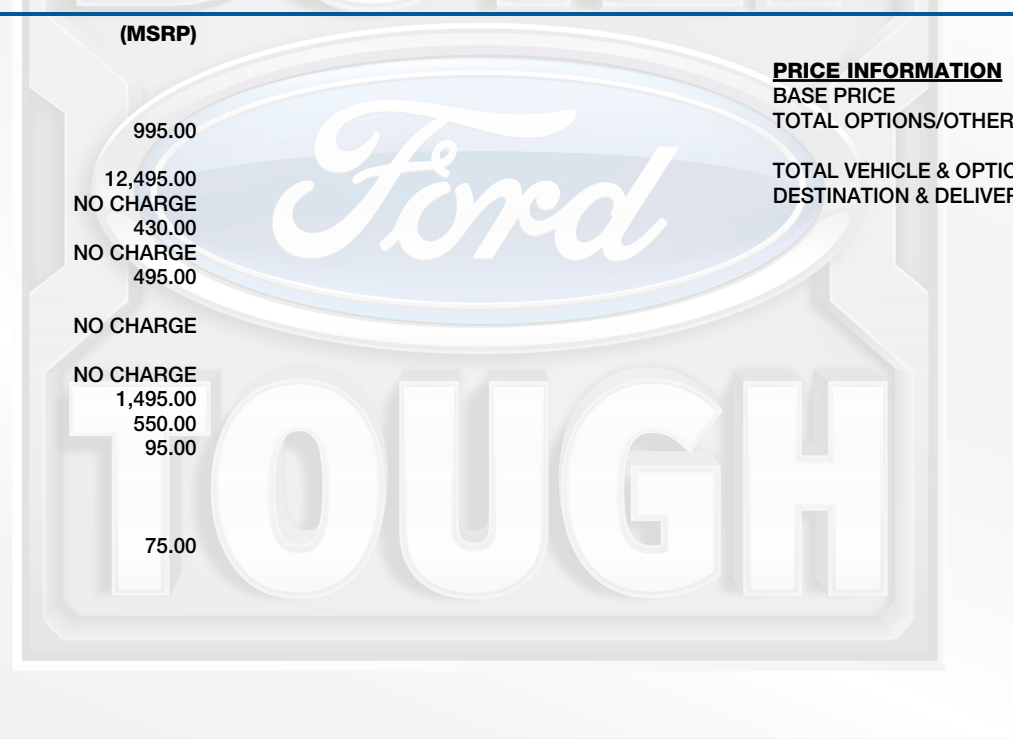 (MSRP)
995.00
12,495.00
NO CHARGE
430.00
NO CHARGE
495.00
NO CHARGE
NO CHARGE
1,495.00
550.00
95.00
75.00
PRICE INFORMATION
BASE PRICE
TOTAL OPTIONS/OTHER
TOTAL VEHICLE &
DESTINATION &
Ford
TOUGH